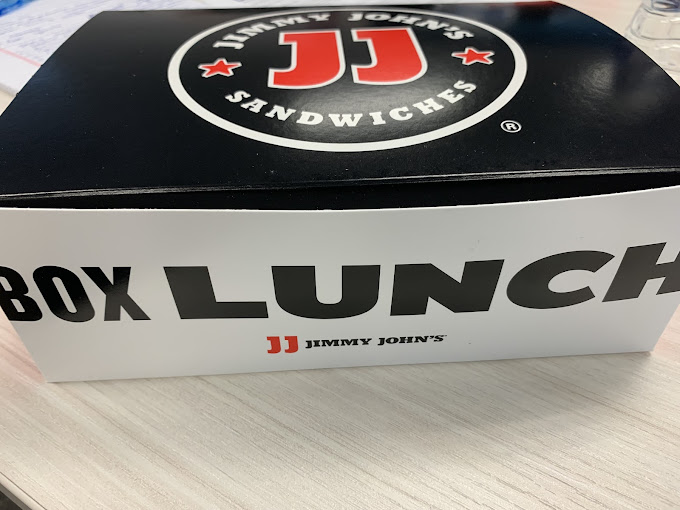 JIMMY JOHN'S
JJ
SANDWICHES
®
BOX LUNCH
JJ JIMMY JOHN'S